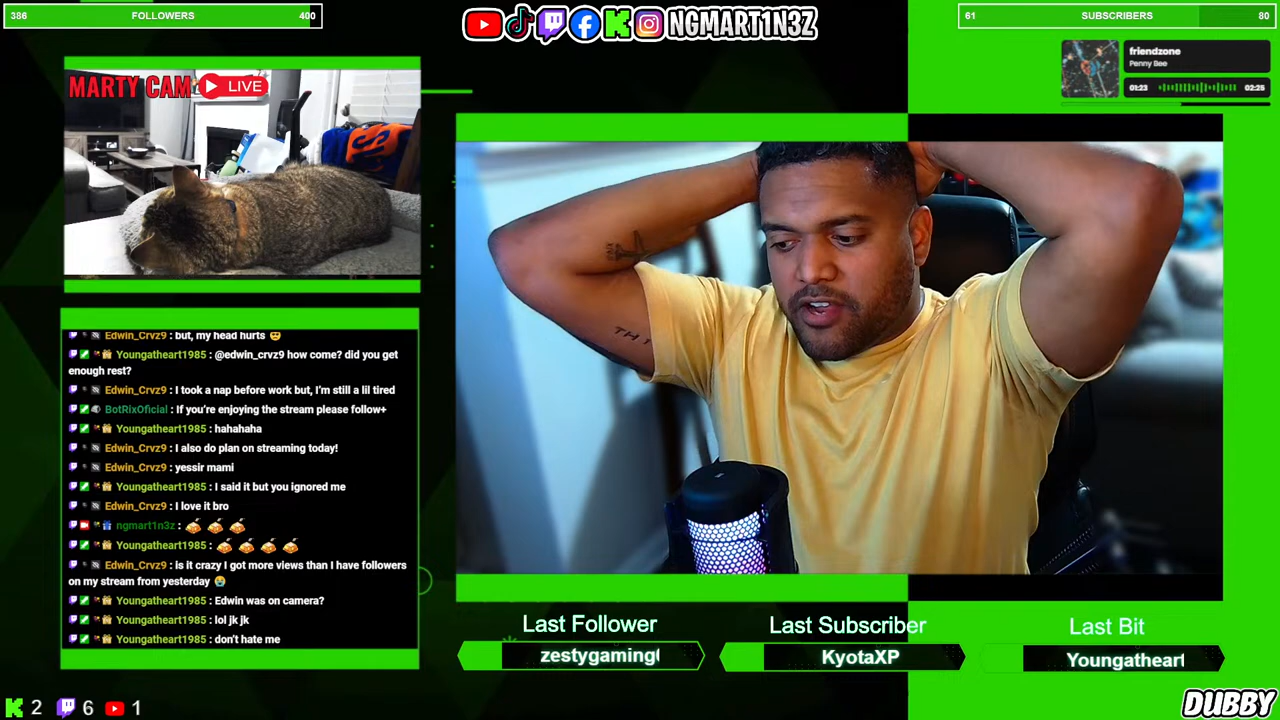 386 FOLLOWERS 400
NGMART1N3Z
61 SUBSCRIBERS 80
friendzone
Penny Bee
01:23 02:25
MARTY CAM LIVE
Edwin_Crvz9 : but, my head hurts
Youngatheart1985 : @edwin_crvz9 how come? did you get
enough rest?
Edwin_Crvz9 : I took a nap before work but, I'm still a lil tired
BotRixOficial : If you're enjoying the stream please follow+
Youngatheart1985 : hahahaha
Edwin_Crvz9 : I also do plan on streaming today!
Edwin_Crvz9 : yessir mami
Youngatheart1985 : I said it but you ignored me
Edwin_Crvz9 : I love it bro
ngmart1n3z :
Youngatheart1985 :
Edwin_Crvz9 : is it crazy I got more views than I have followers
on my stream from yesterday
Youngatheart1985 : Edwin was on camera?
Youngatheart1985 : lol jk jk
Youngatheart1985 : don't hate me
Last Follower
zestygaming
Last Subscriber
KyotaXP
Last Bit
Youngathear
2 6 1
DUBBY